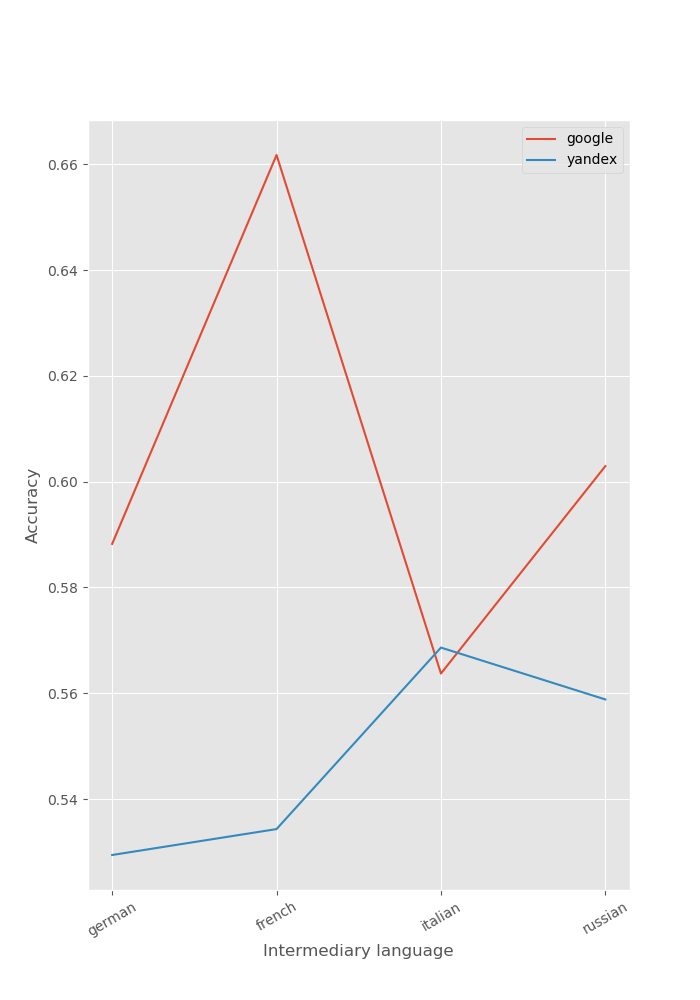 google
yandex
0.66
0.64
0.62
0.60
0.58
0.56
0.54
Accuracy
german
french
italian
russian
Intermediary language